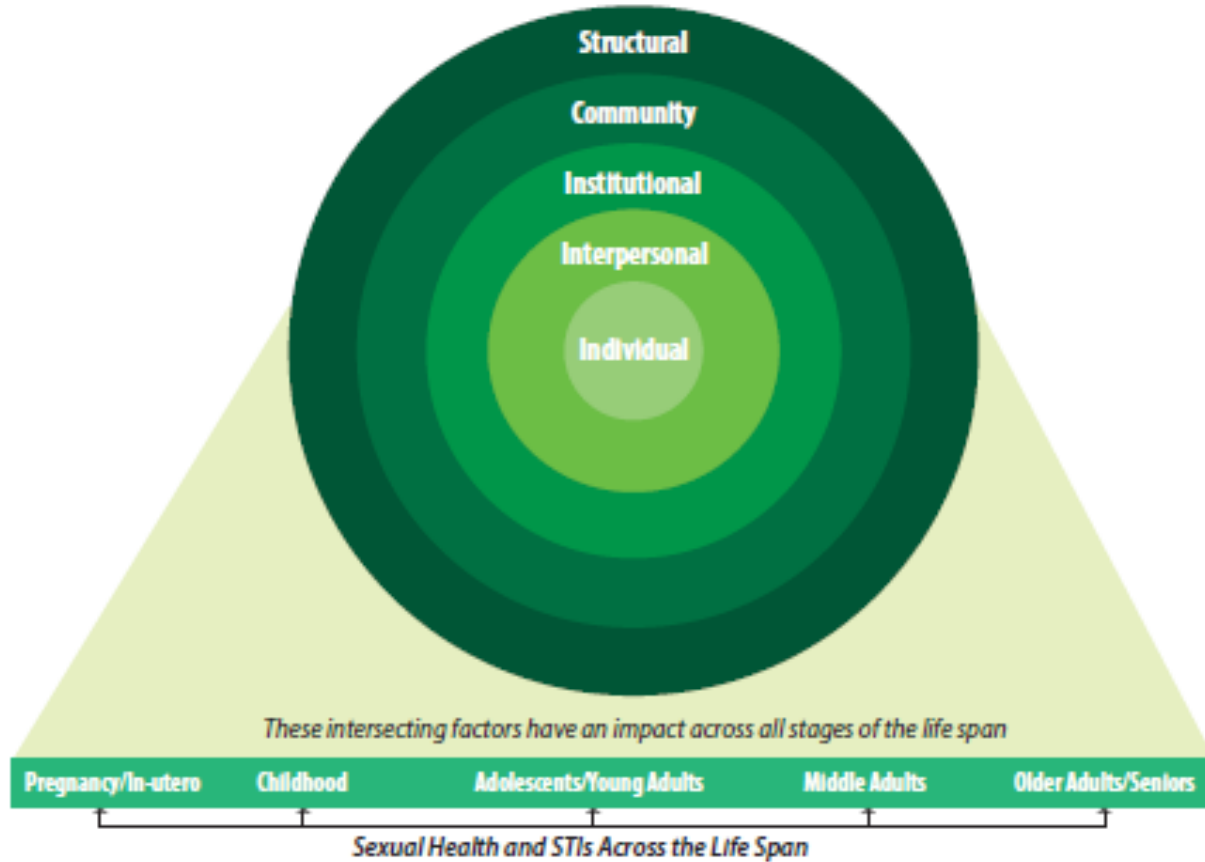 Structural
Community
Institutional
Interpersonal
Individual
These intersecting factors have an impact across all stages of the life span
Pregnancy/In-utero Childhood Adolescents/Young Adults Middle Adults Older Adults/Seniors
Sexual Health and STIs Across the Life Span